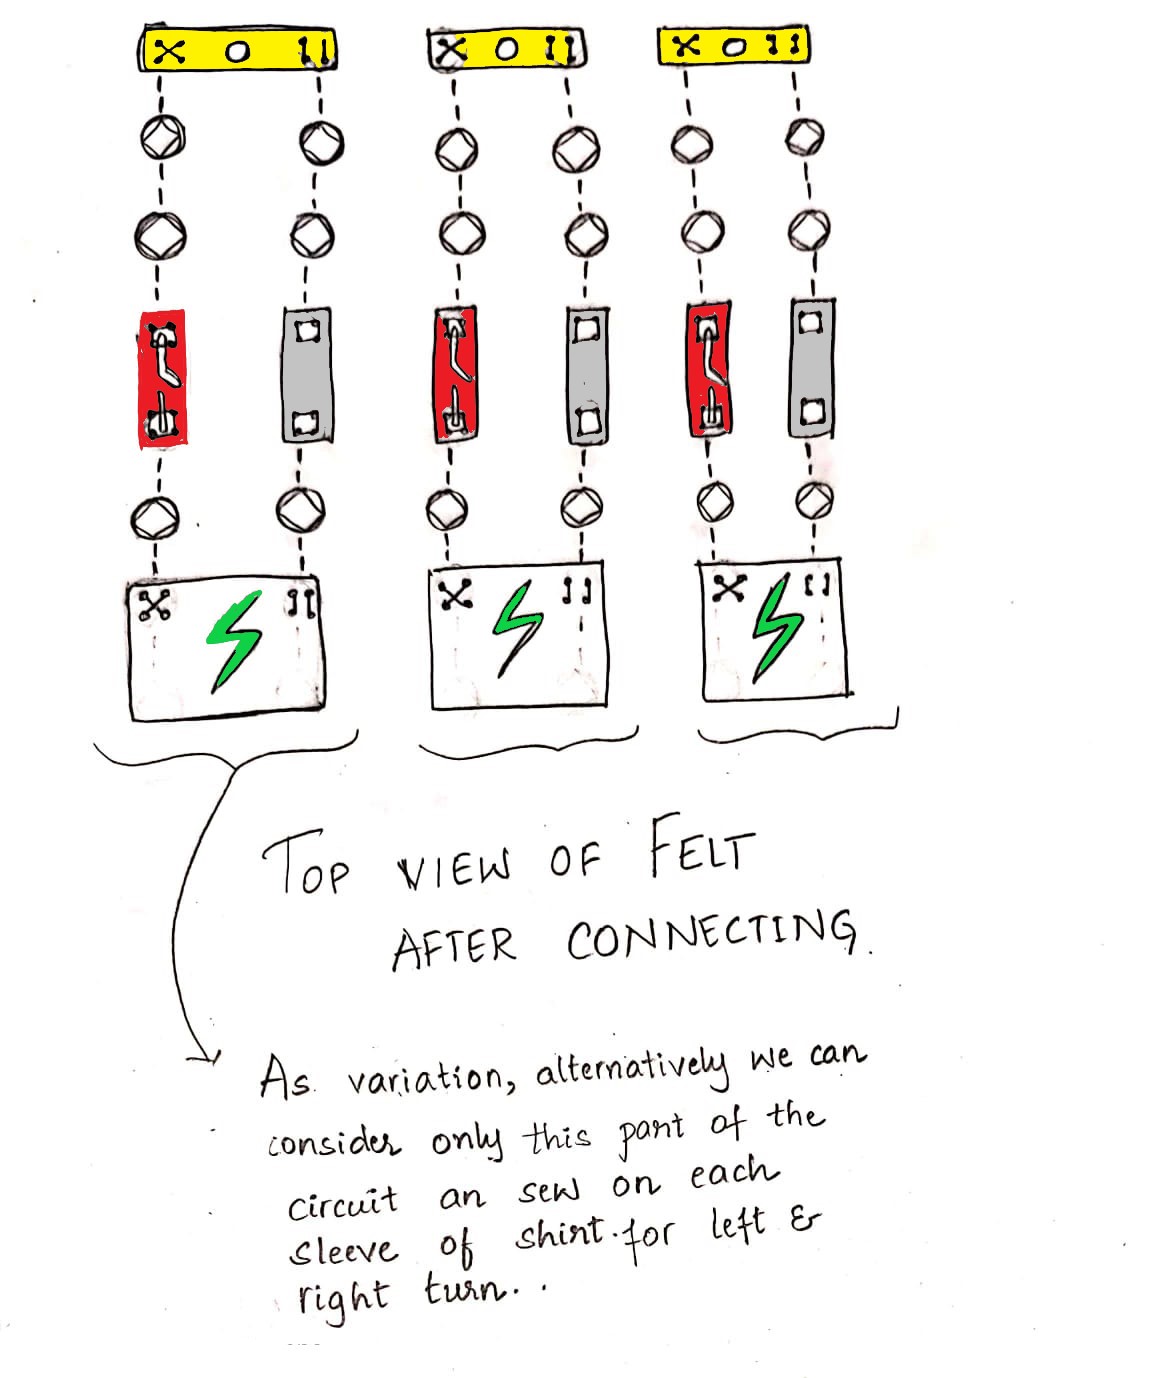 TOP VIEW OF FELT
AFTER CONNECTING.
As variation, alternatively we can
consider only this part of the
circuit an sew on each
sleeve of shirt. for left &
right turn..